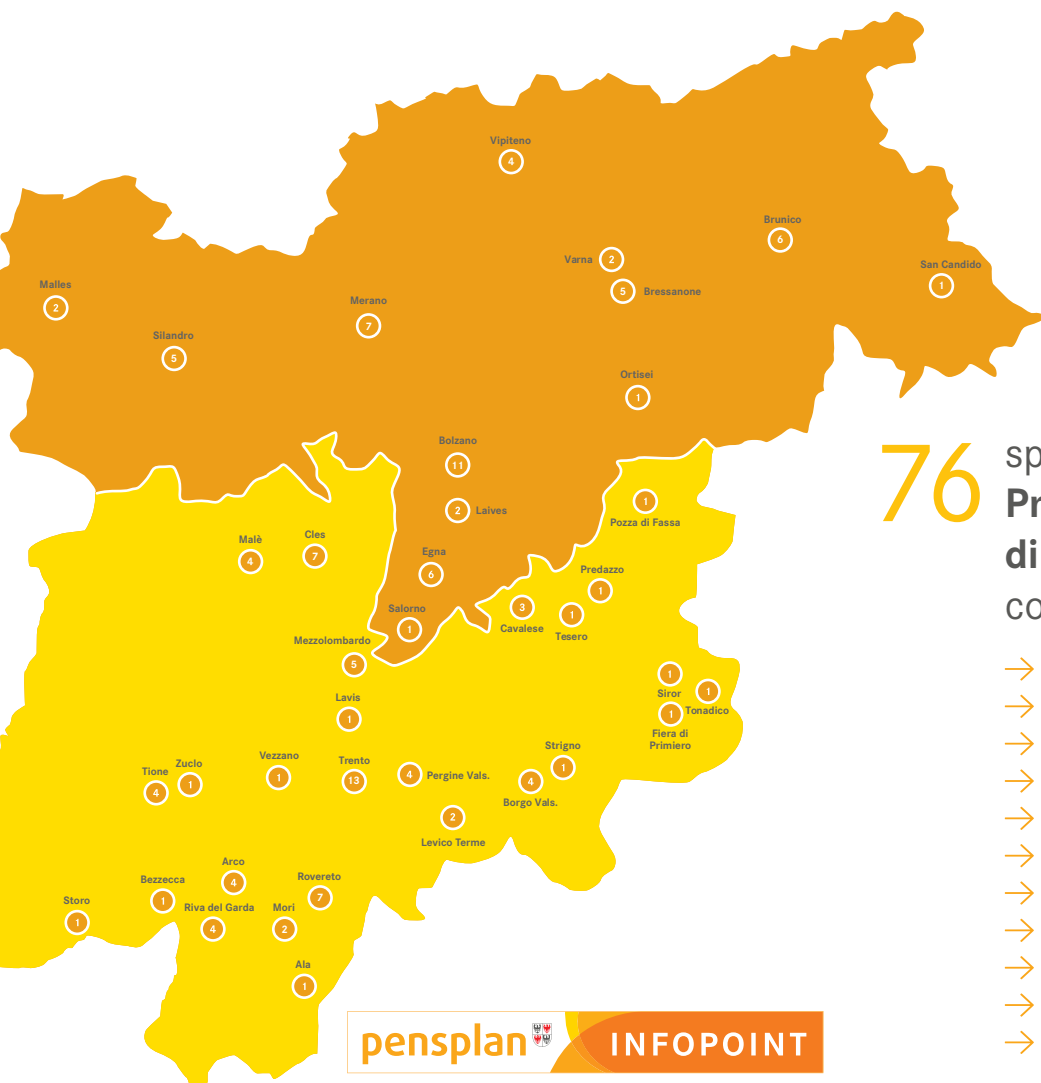 Vipiteno
4
Brunico
6
Varna 2
San Candido
1
Malles
2
5 Bressanone
Merano
7
Silandro
5
Ortisei
1
Bolzano
11
2 Laives
Egna
6
Salorno
1
76
sp
Pr
di
co
1
Pozza di Fassa
Malè
4
Cles
7
Predazzo
1
3
Cavalese
1
Tesero
Mezzolombardo
5
1
Siror
1
Tonadico
1
Fiera di
Primiero
Lavis
1
Strigno
1
Vezzano
1
Trento
13
4 Pergine Vals.
4
Borgo Vals.
Tione
4
Zuclo
1
2
Levico Terme
Arco
4
Rovereto
7
Bezzecca
1
Riva del Garda
4
Mori
2
Storo
1
Ala
1
pensplan INFOPOINT